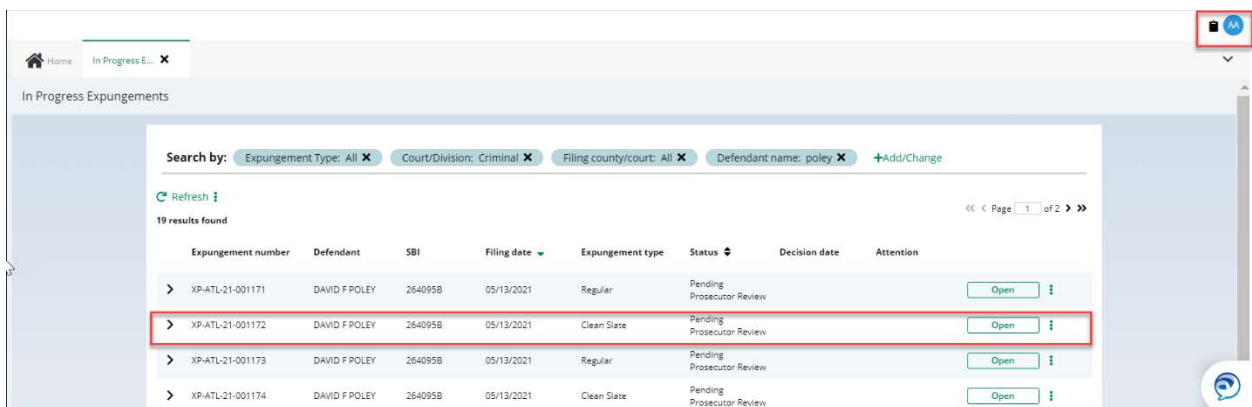 AA
Home In Progress E...
In Progress Expungements
Search by: Expungement Type: All Court/Division: Criminal Filing county/court: All Defendant name: poley +Add/Change
Refresh
Page 1 of 2
19 results found
Expungement number Defendant SBI Filing date Expungement type Status Decision date Attention
XP-ATL-21-001171 DAVID F POLEY 264095B 05/13/2021 Regular Pending Open
Prosecutor Review
XP-ATL-21-001172 DAVID F POLEY 264095B 05/13/2021 Clean Slate Pending Open
Prosecutor Review
XP-ATL-21-001173 DAVID F POLEY 264095B 05/13/2021 Regular Pending Open
Prosecutor Review
XP-ATL-21-001174 DAVID F POLEY 264095B 05/13/2021 Clean Slate Pending Open
Prosecutor Review